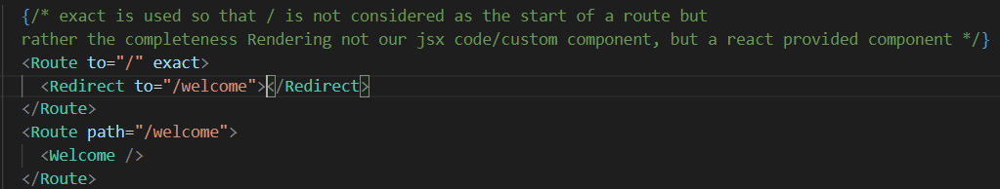 {/* exact is used so that / is not considered as the start of a route but
rather the completeness Rendering not our jsx code/custom component, but a react provided component */}
<Route to="/" exact>
<Redirect to="/welcome"></Redirect>
</Route>
<Route path="/welcome">
<Welcome />
</Route>